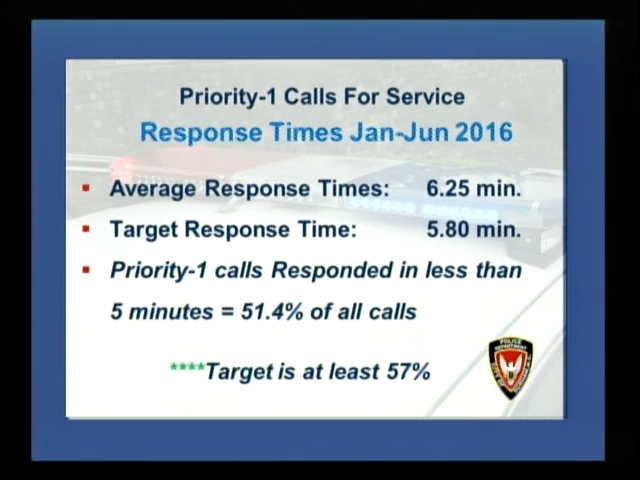 Priority-1 Calls For Service
Response Times Jan-Jun 2016
Average Response Times: 6.25 min.
Target Response Time: 5.80 min.
Priority-1 calls Responded in less than
5 minutes = 51.4% of all calls
****Target is at least 57%
POLICE
DEPARTMENT